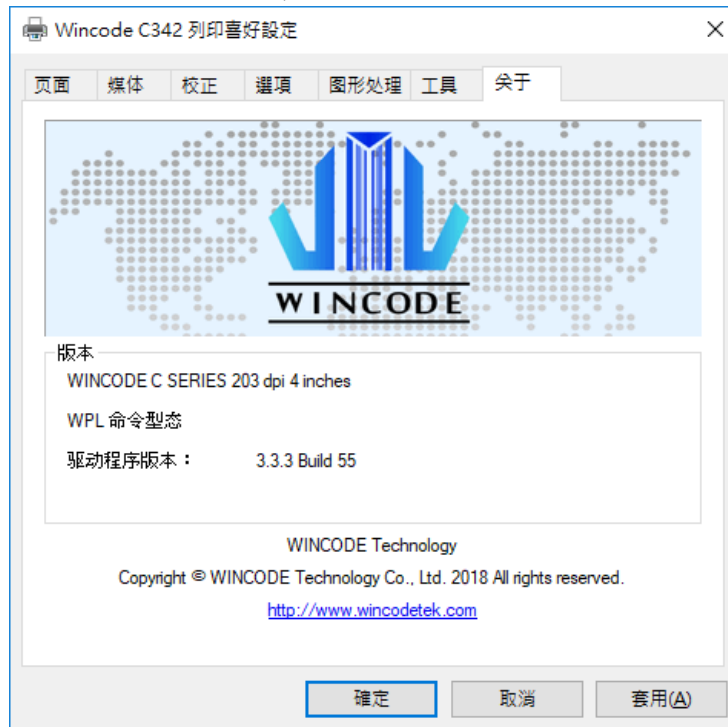 Wincode C342 列印喜好設定
页面 媒体 校正 選項 图形处理 工具 关于
WINCODE
版本
WINCODE C SERIES 203 dpi 4 inches
WPL 命令型态
驱动程序版本： 3.3.3 Build 55
WINCODE Technology
Copyright © WINCODE Technology Co., Ltd. 2018 All rights reserved.
http://www.wincodetek.com
確定 取消 套用(A)